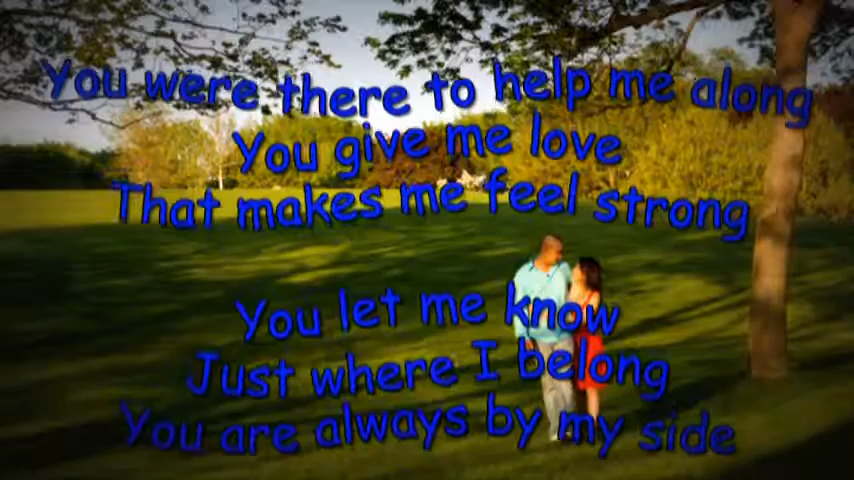 You were there to help me along
You give me love
That makes me feel strong
You let me know
Just where I belong
You are always by my side